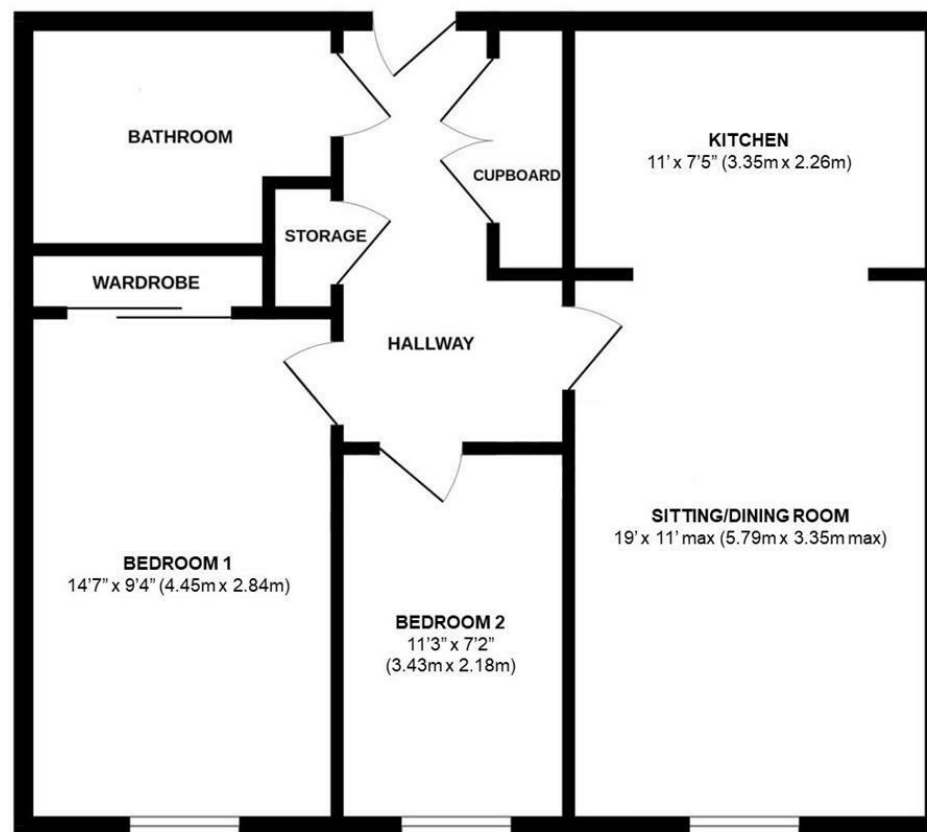 BATHROOM
KITCHEN
11’ x 7’5” (3.35m x 2.26m)
CUPBOARD
STORAGE
WARDROBE
HALLWAY
SITTING/DINING ROOM
19’ x 11’ max (5.79m x 3.35m max)
BEDROOM 1
14’7” x 9’4” (4.45m x 2.84m)
BEDROOM 2
11’3” x 7’2”
(3.43m x 2.18m)